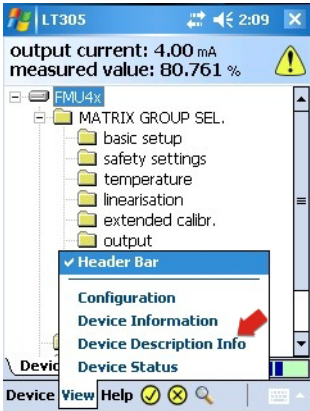 LT305 2:09
output current: 4.00 mA
measured value: 80.761 %
FMU4x
MATRIX GROUP SEL.
basic setup
safety settings
temperature
linearisation
extended calibr.
output
Header Bar
Configuration
Device Information
Device Description Info
Device Status
Devic
Device View Help